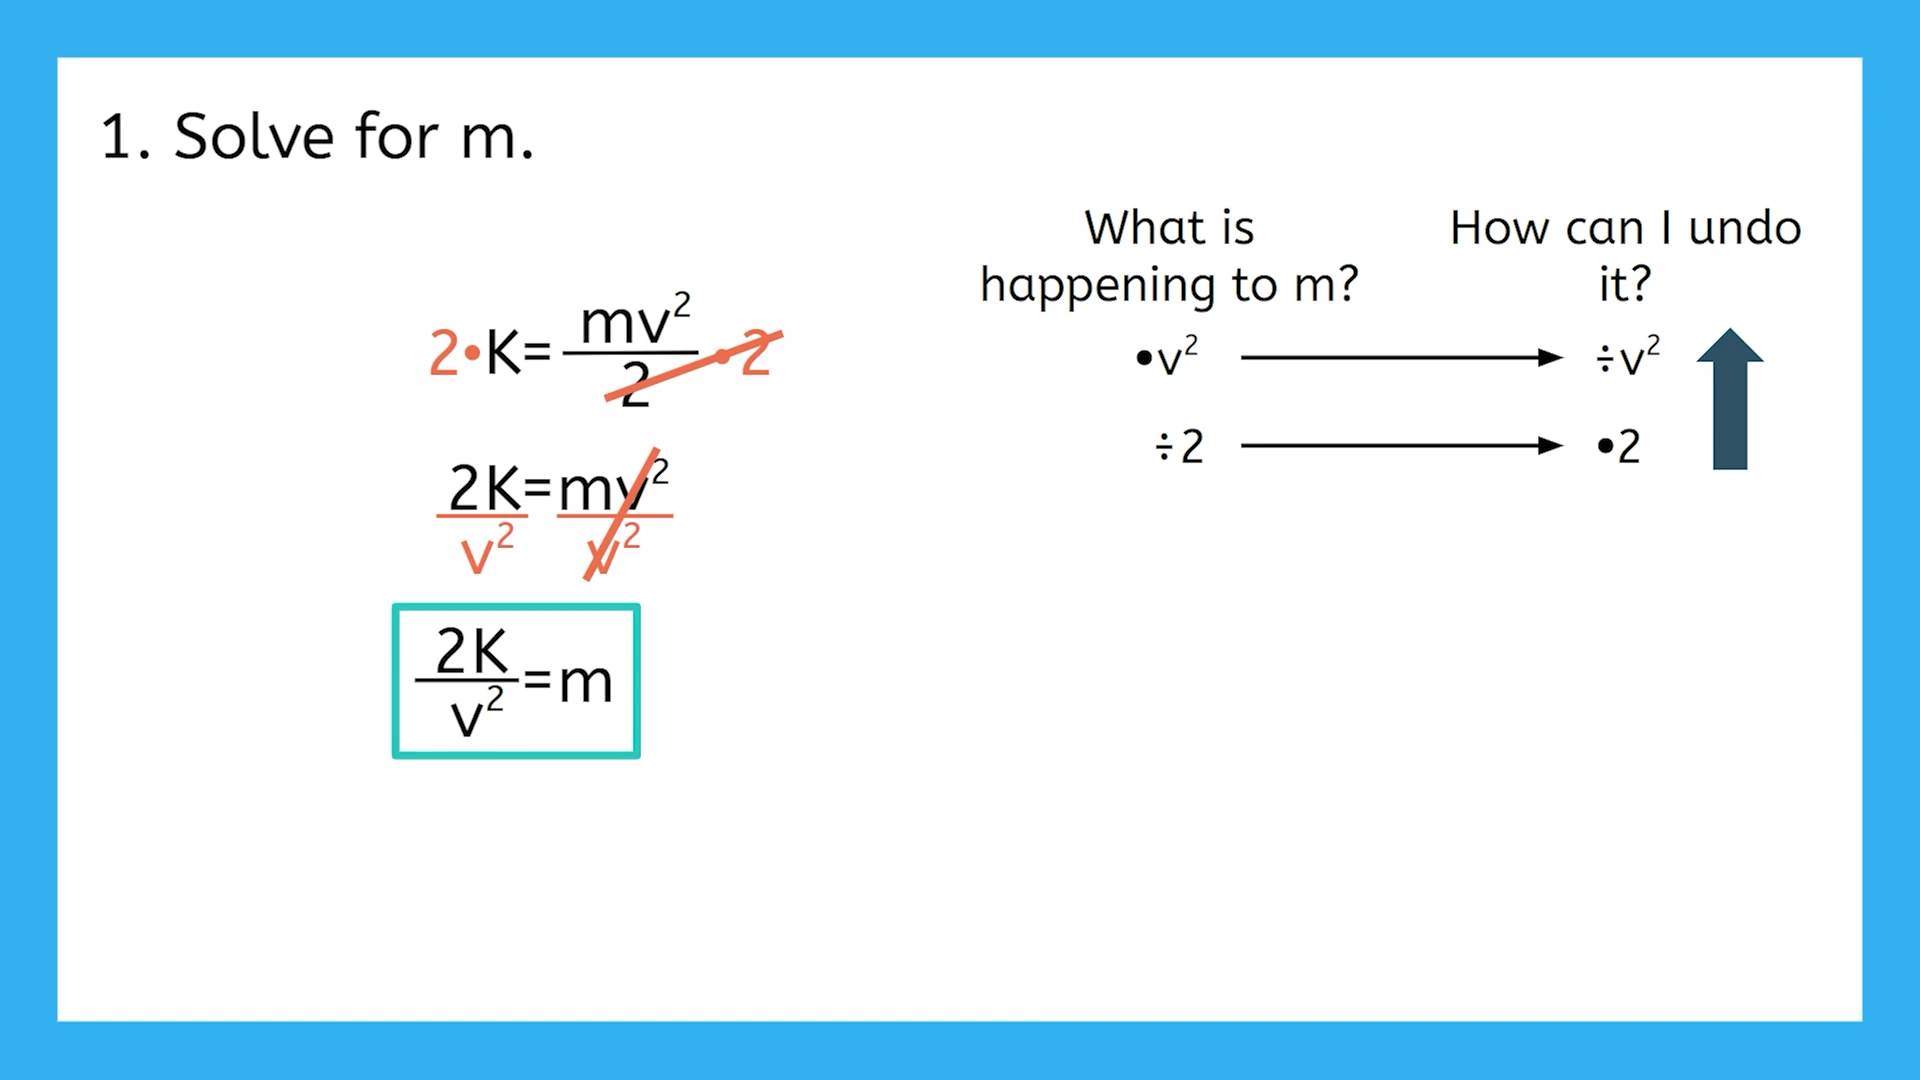 1. Solve for m.
What is happening to m?
How can I undo it?
2•K=mv²/2•2
•v² → ÷v²
÷2 → •2
2K/v²=mv²/v²
2K/v²=m